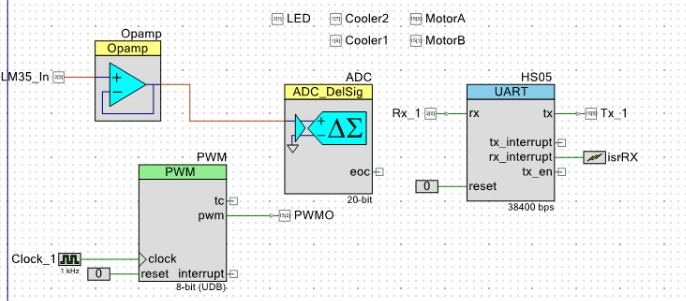 LED Cooler2 MotorA
Cooler1 MotorB
Opamp
Opamp
LM35_In
ADC
ADC_DelSig
ΔΣ
eoc
20-bit
HS05
UART
Rx_1 rx tx Tx_1
tx_interrupt
rx_interrupt isrRX
tx_en
0 reset
38400 bps
PWM
PWM
tc
pwm PWMO
Clock_1 clock
1 kHz
0 reset interrupt
8-bit (UDB)